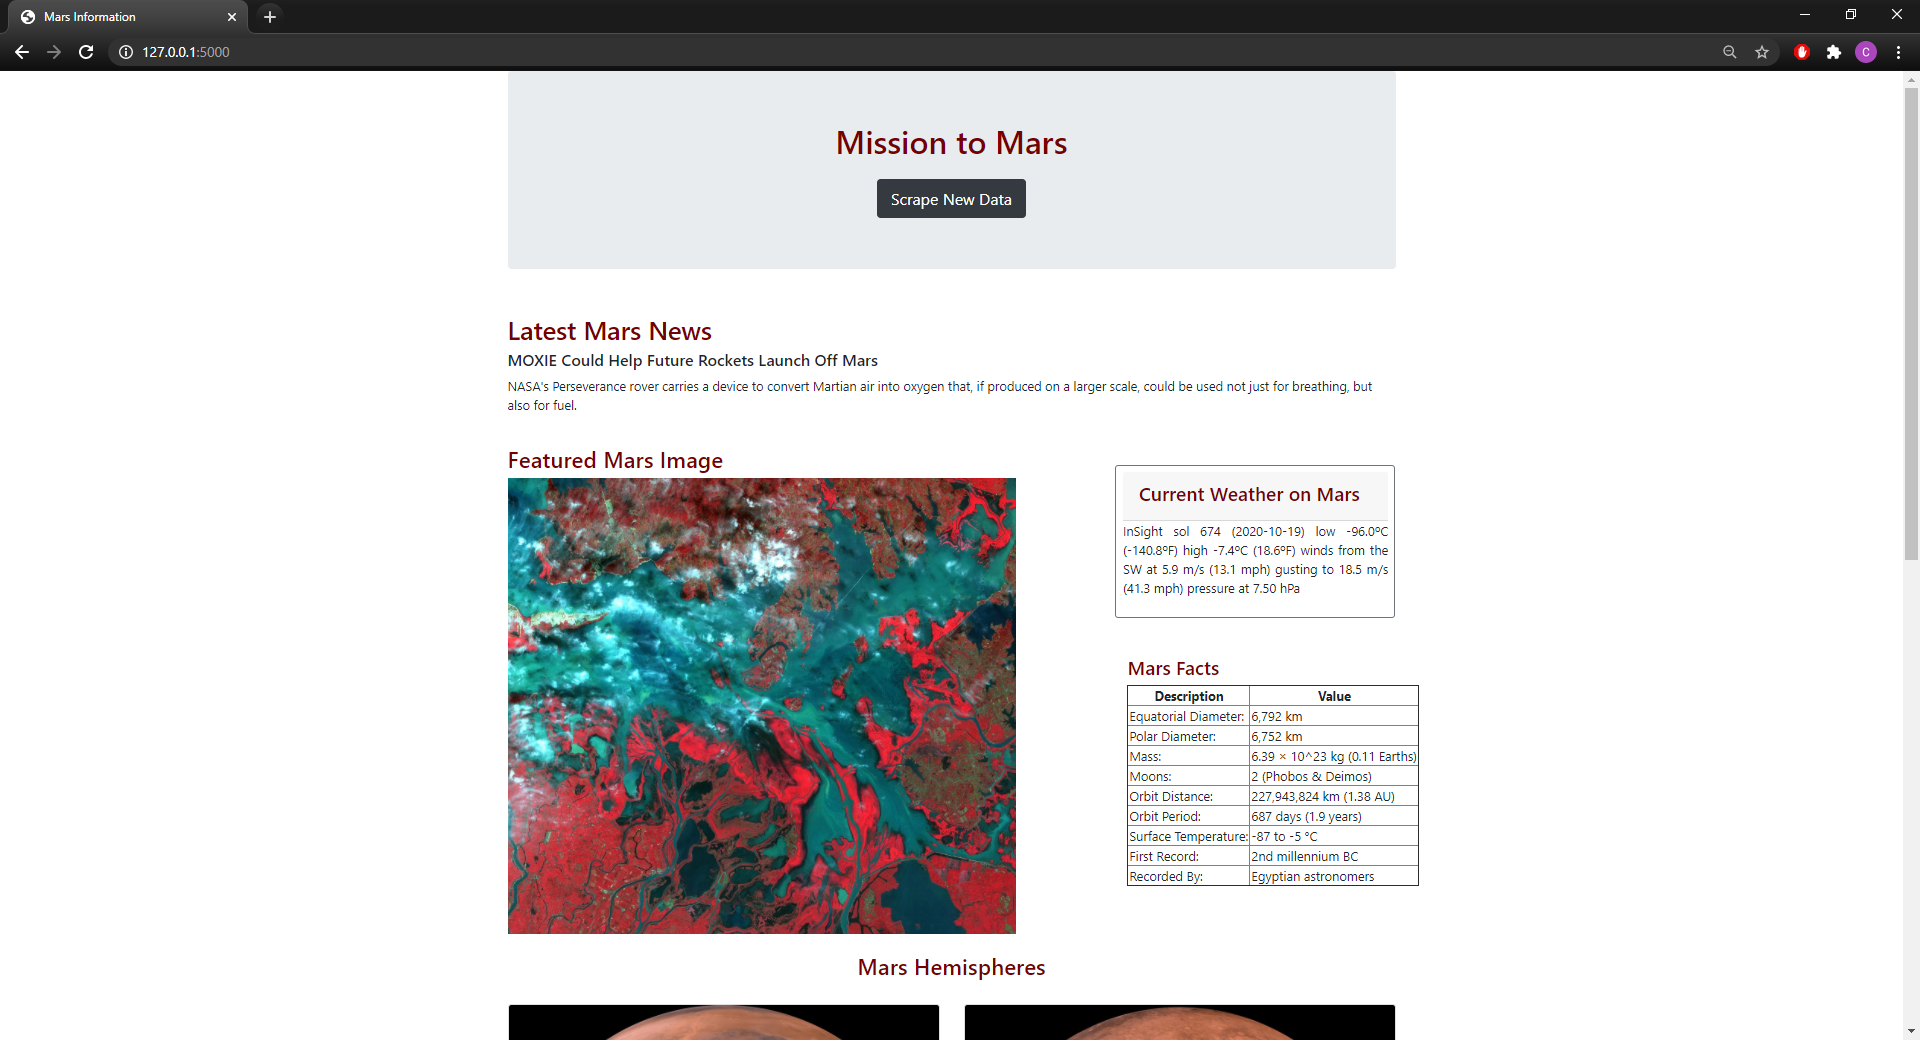 Mars Information
127.0.0.1:5000
C
Mission to Mars
Scrape New Data
Latest Mars News
MOXIE Could Help Future Rockets Launch Off Mars
NASA's Perseverance rover carries a device to convert Martian air into oxygen that, if produced on a larger scale, could be used not just for breathing, but
also for fuel.
Featured Mars Image
Current Weather on Mars
InSight sol 674 (2020-10-19) low -96.0ºC
(-140.8ºF) high -7.4ºC (18.6ºF) winds from the
SW at 5.9 m/s (13.1 mph) gusting to 18.5 m/s
(41.3 mph) pressure at 7.50 hPa
Mars Facts
Description Value
Equatorial Diameter: 6,792 km
Polar Diameter: 6,752 km
Mass: 6.39 × 10^23 kg (0.11 Earths)
Moons: 2 (Phobos & Deimos)
Orbit Distance: 227,943,824 km (1.38 AU)
Orbit Period: 687 days (1.9 years)
Surface Temperature: -87 to -5 °C
First Record: 2nd millennium BC
Recorded By: Egyptian astronomers
Mars Hemispheres